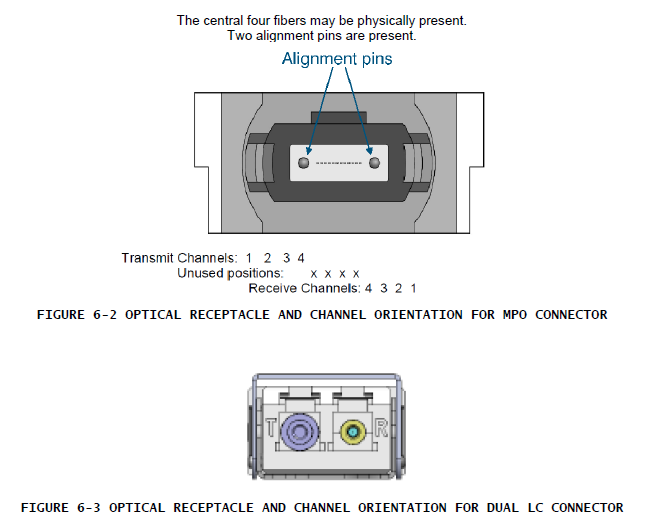 The central four fibers may be physically present.
Two alignment pins are present.
Alignment pins
Transmit Channels: 1 2 3 4
Unused positions: x x x x
Receive Channels: 4 3 2 1
FIGURE 6-2 OPTICAL RECEPTACLE AND CHANNEL ORIENTATION FOR MPO CONNECTOR
T R
FIGURE 6-3 OPTICAL RECEPTACLE AND CHANNEL ORIENTATION FOR DUAL LC CONNECTOR